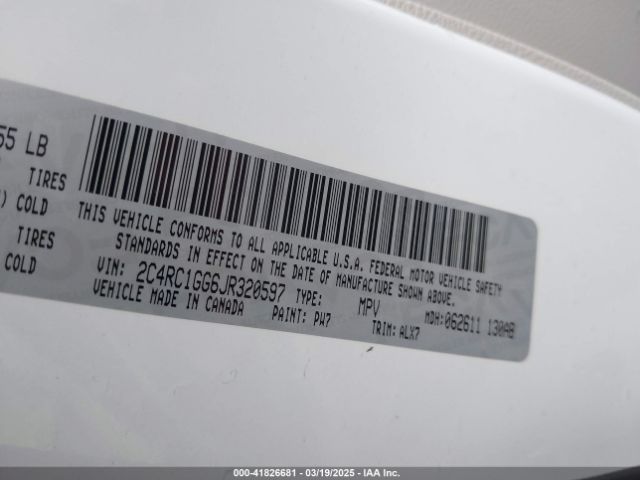 55 LB
TIRES
) COLD
TIRES
COLD
THIS VEHICLE CONFORMS TO ALL APPLICABLE U.S.A. FEDERAL MOTOR VEHICLE SAFETY
STANDARDS IN EFFECT ON THE DATE OF MANUFACTURE SHOWN ABOVE.
VIN: 2C4RC1GG6JR320597 TYPE: MPV MDH:062611 130AB
VEHICLE MADE IN CANADA PAINT: PW7 TRIM: ALX7
000-41826681 - 03/19/2025 - IAA Inc.